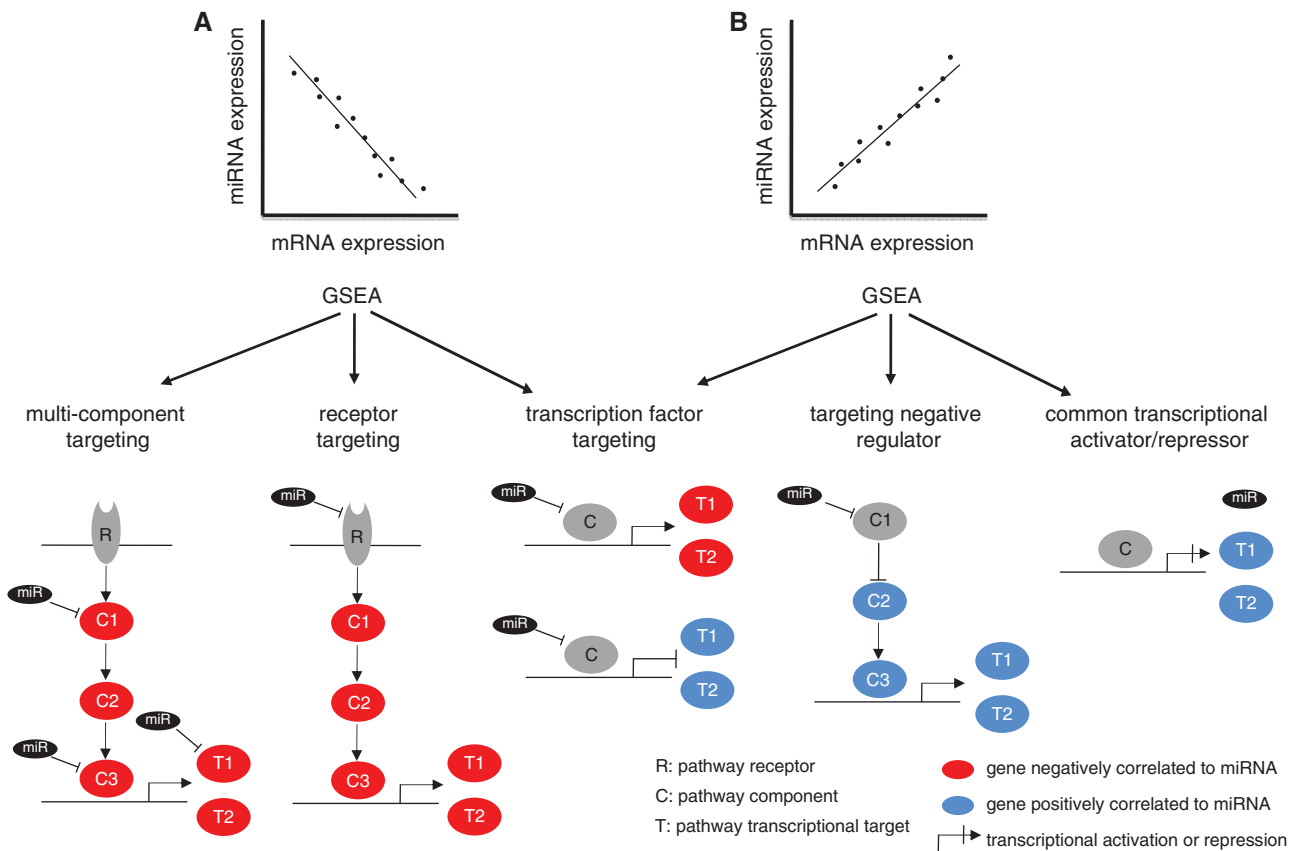 A
miRNA expression
mRNA expression
GSEA
B
miRNA expression
mRNA expression
GSEA
multi-component
targeting
receptor
targeting
transcription factor
targeting
targeting negative
regulator
common transcriptional
activator/repressor
R
miR
C1
C2
miR
miR
C3
T1
T2
miR
R
C1
C2
C3
T1
T2
miR
C
T1
T2
miR
C
T1
T2
miR
C1
C2
C3
T1
T2
miR
C
T1
T2
R: pathway receptor
C: pathway component
T: pathway transcriptional target
gene negatively correlated to miRNA
gene positively correlated to miRNA
transcriptional activation or repression